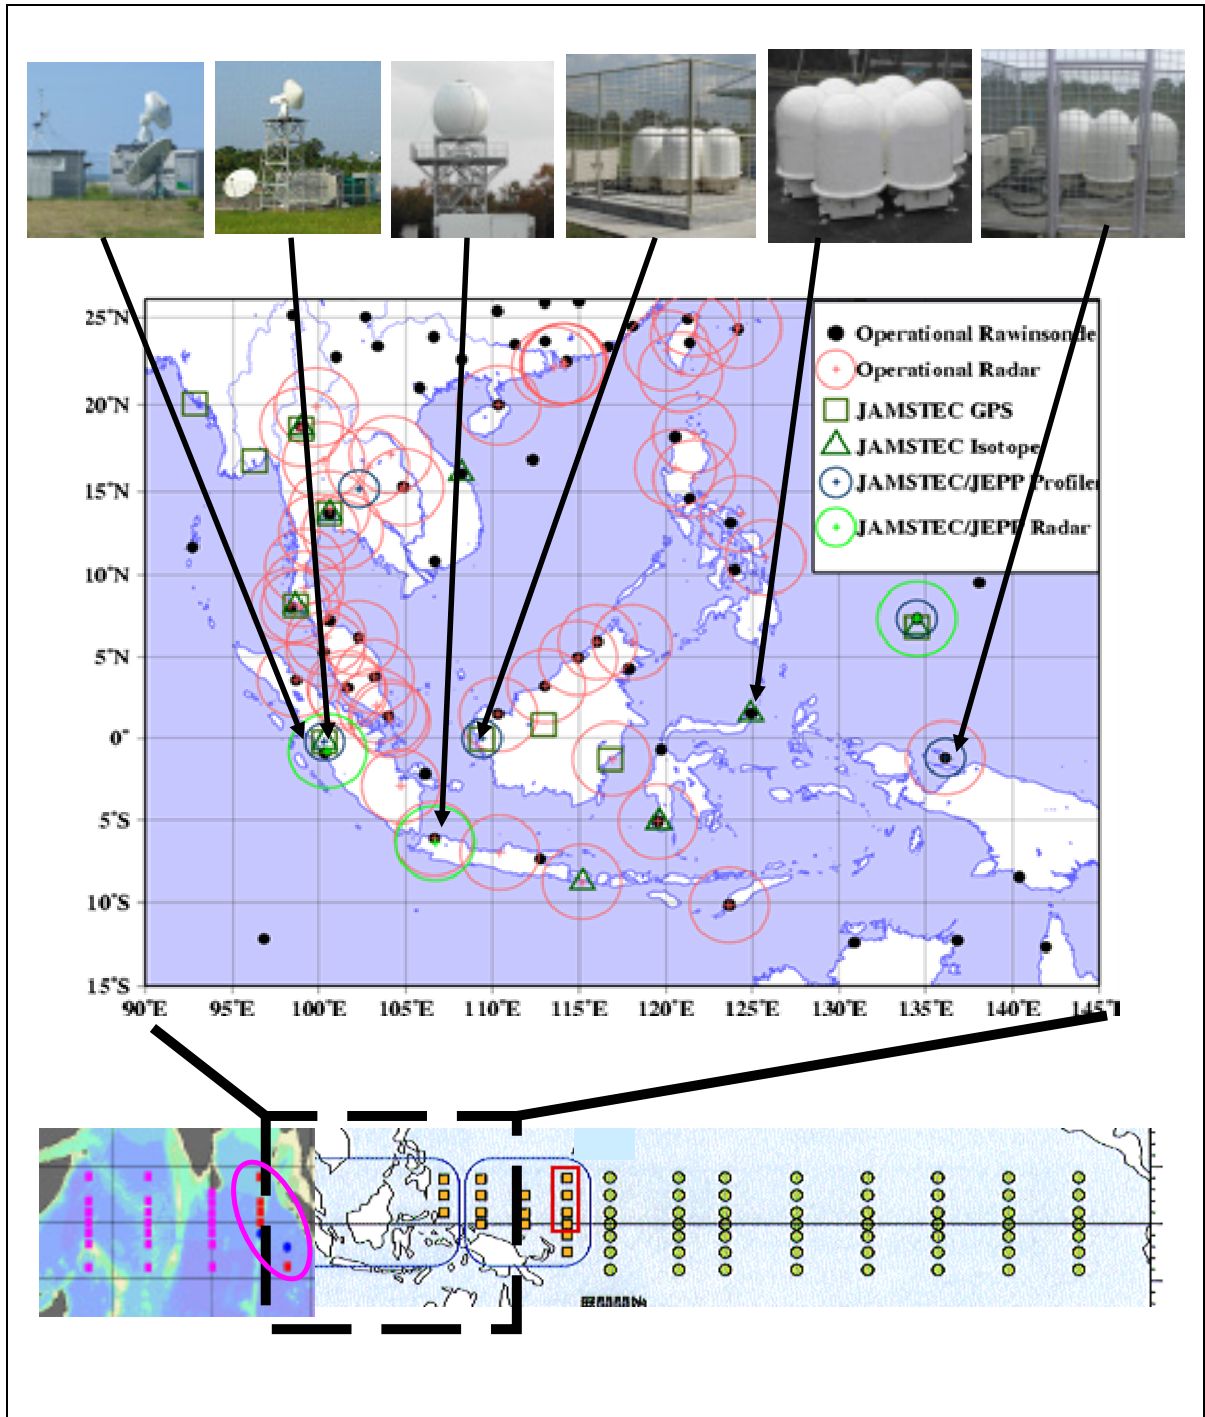 25°N
20°N
15°N
10°N
5°N
0°
5°S
10°S
15°S
Operational Rawinsonde
Operational Radar
JAMSTEC GPS
JAMSTEC Isotope
JAMSTEC/JEPP Profiler
JAMSTEC/JEPP Radar
90°E 95°E 100°E 105°E 110°E 115°E 120°E 125°E 130°E 135°E 140°E 145°E